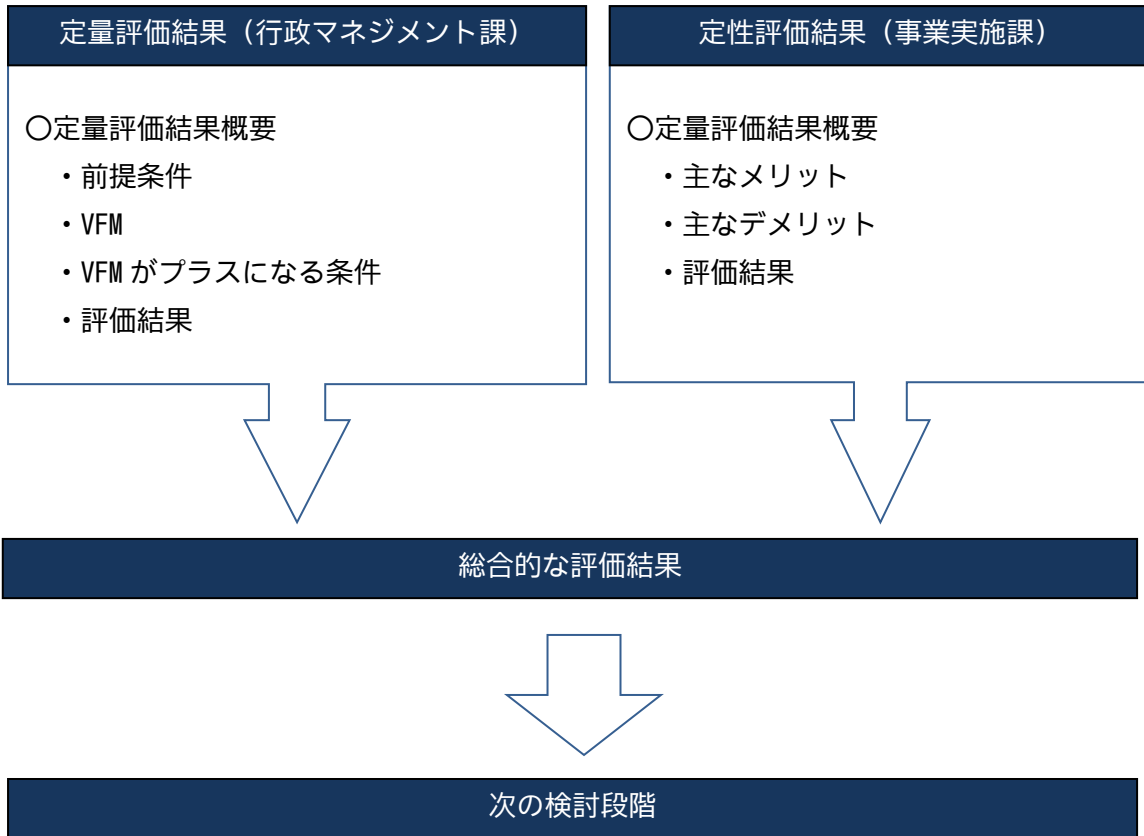 定量評価結果（行政マネジメント課）
〇定量評価結果概要
・前提条件
・VFM
・VFM がプラスになる条件
・評価結果
定性評価結果（事業実施課）
〇定量評価結果概要
・主なメリット
・主なデメリット
・評価結果
総合的な評価結果
次の検討段階